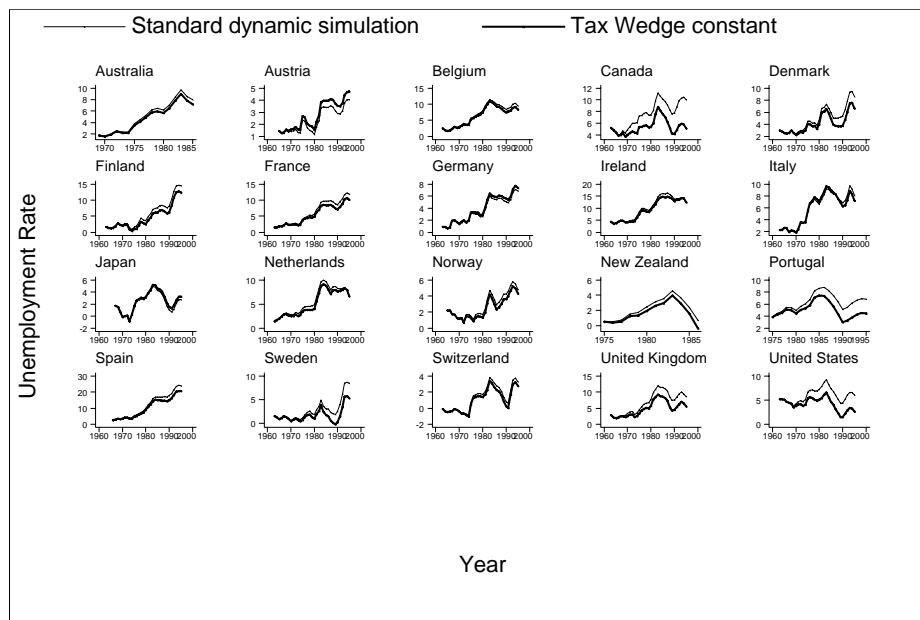 Standard dynamic simulation Tax Wedge constant
Australia Austria Belgium Canada Denmark
10 8 6 4 2
1970 1975 1980 1985
5 4 3 2 1
1960 1970 1980 1990 2000
15 10 5 0
1960 1970 1980 1990 2000
12 10 8 6 4
1960 1970 1980 1990 2000
10 8 6 4 2
1960 1970 1980 1990 2000
Finland France Germany Ireland Italy
15 10 5 0
1960 1970 1980 1990 2000
15 10 5 0
1960 1970 1980 1990 2000
8 6 4 2 0
1960 1970 1980 1990 2000
20 15 10 5 0
1960 1970 1980 1990 2000
10 8 6 4 2
1960 1970 1980 1990 2000
Japan Netherlands Norway New Zealand Portugal
6 4 2 0 -2
1960 1970 1980 1990 2000
10 5 0
1960 1970 1980 1990 2000
6 4 2 0
1960 1970 1980 1990 2000
6 4 2 0
1975 1980 1985
10 8 6 4 2
1975 1980 1985 1990 1995
Spain Sweden Switzerland United Kingdom United States
30 20 10 0
1960 1970 1980 1990 2000
10 5 0
1960 1970 1980 1990 2000
4 2 0 -2
1960 1970 1980 1990 2000
15 10 5 0
1960 1970 1980 1990 2000
10 5 0
1960 1970 1980 1990 2000
Unemployment Rate
Year